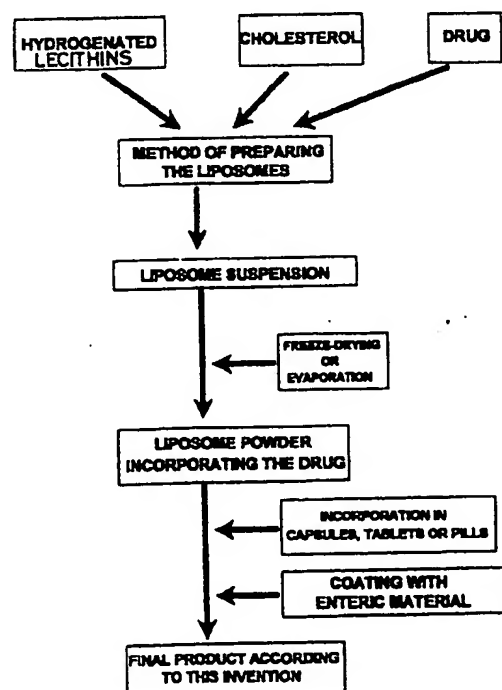 HYDROGENATED
LECITHINS
CHOLESTEROL
DRUG
METHOD OF PREPARING
THE LIPOSOMES
LIPOSOME SUSPENSION
FREEZE-DRYING
OR
EVAPORATION
LIPOSOME POWDER
INCORPORATING THE DRUG
INCORPORATION IN
CAPSULES, TABLETS OR PILLS
COATING WITH
ENTERIC MATERIAL
FINAL PRODUCT ACCORDING
TO THIS INVENTION